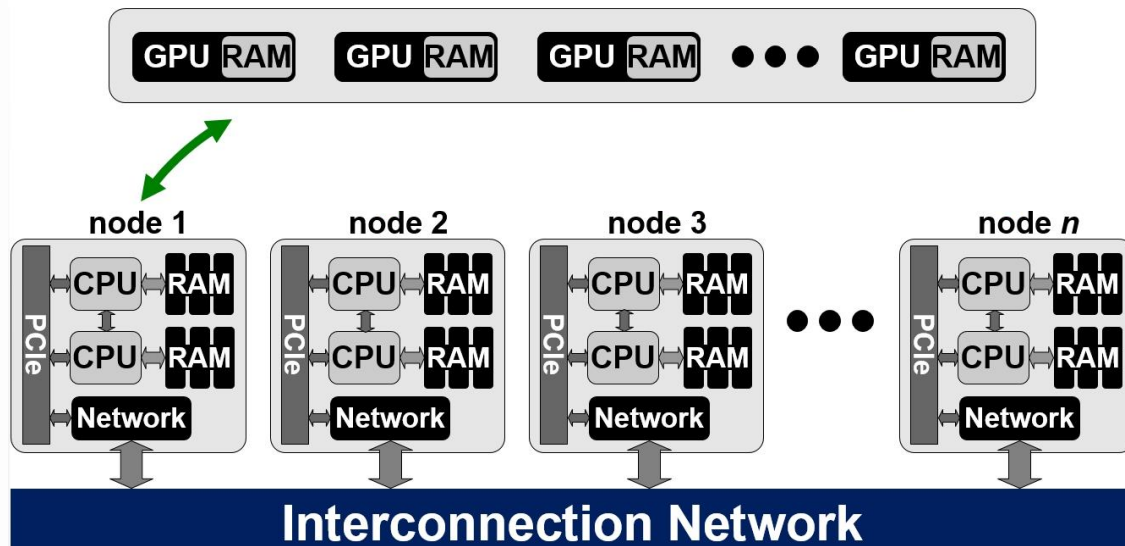 GPU RAM GPU RAM GPU RAM GPU RAM
node 1 node 2 node 3 node n
PCIe CPU RAM PCIe CPU RAM PCIe CPU RAM PCIe CPU RAM
CPU RAM CPU RAM CPU RAM CPU RAM
Network Network Network Network
Interconnection Network